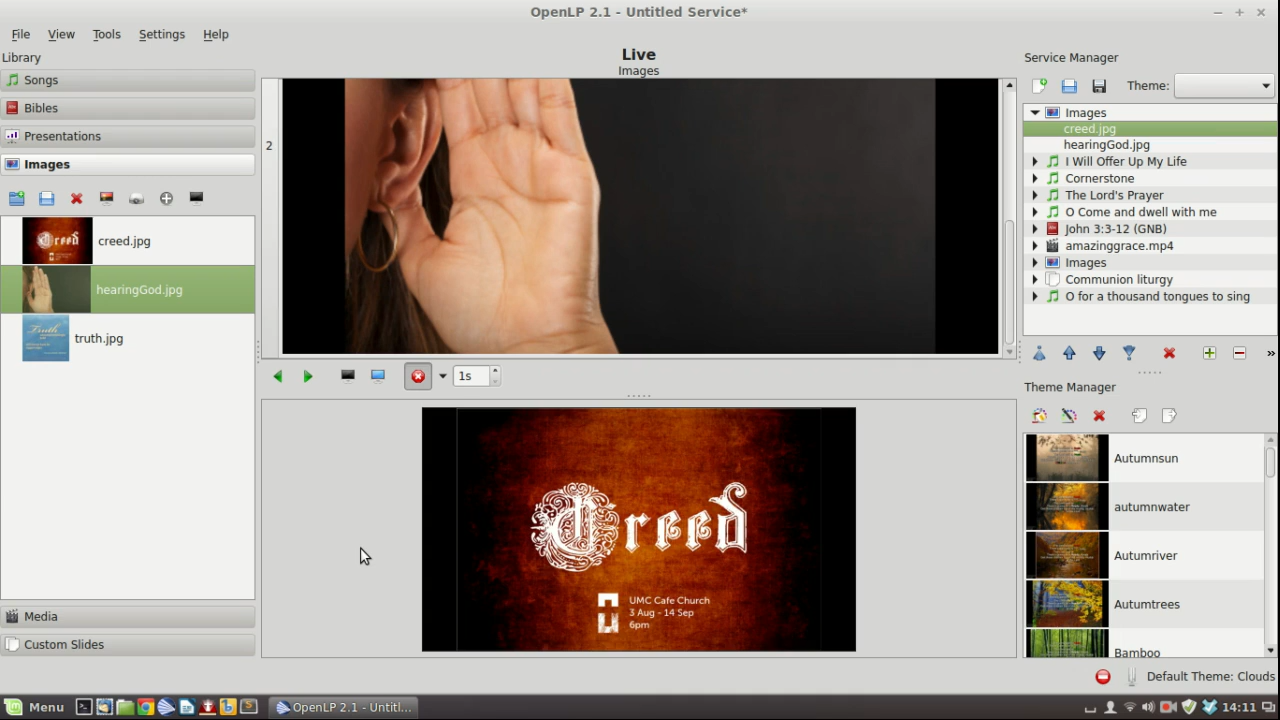 OpenLP 2.1 - Untitled Service*
File View Tools Settings Help
Library
Songs
Bibles
Presentations
Images
creed.jpg
hearingGod.jpg
truth.jpg
Media
Custom Slides
Live
Images
2
1s
Creed
UMC Cafe Church
3 Aug - 14 Sep
6pm
Service Manager
Theme:
Images
creed.jpg
hearingGod.jpg
I Will Offer Up My Life
Cornerstone
The Lord's Prayer
O Come and dwell with me
John 3:3-12 (GNB)
amazinggrace.mp4
Images
Communion liturgy
O for a thousand tongues to sing
»
Theme Manager
Autumnsun
autumnwater
Autumriver
Autumtrees
Bamboo
Default Theme: Clouds
Menu
OpenLP 2.1 - Untitl...
14:11